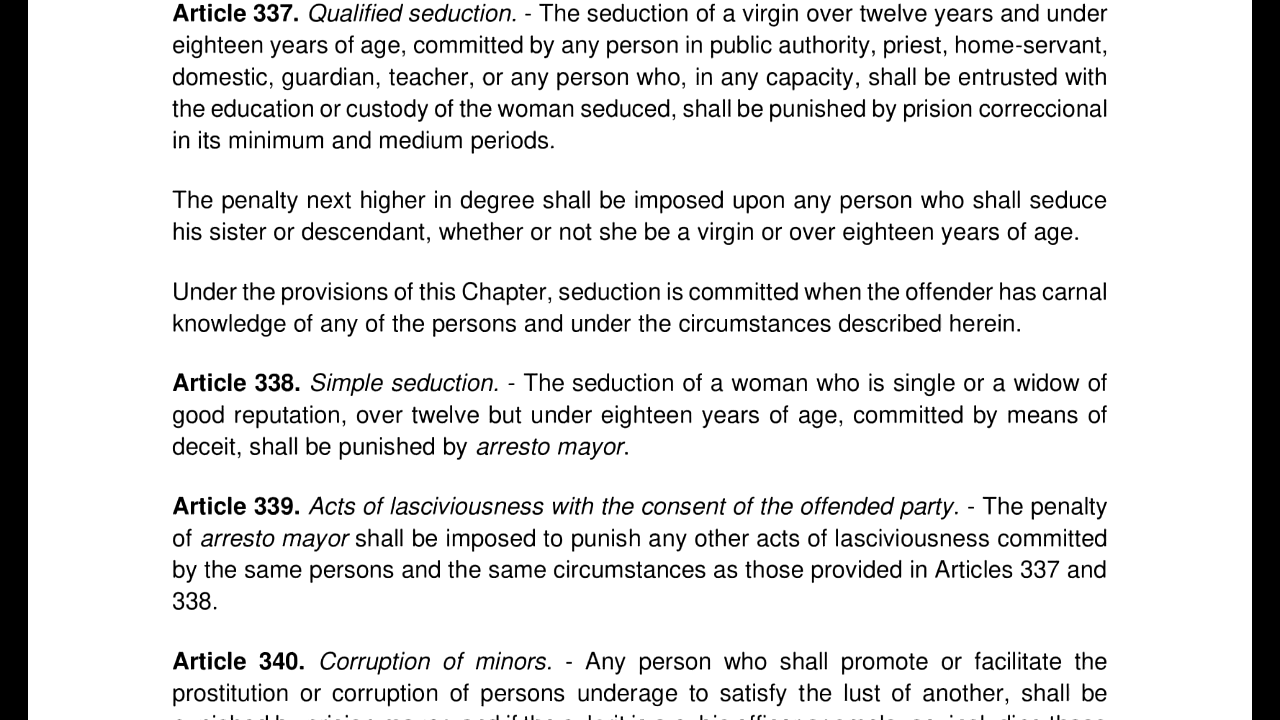 Article 337. Qualified seduction. - The seduction of a virgin over twelve years and under
eighteen years of age, committed by any person in public authority, priest, home-servant,
domestic, guardian, teacher, or any person who, in any capacity, shall be entrusted with
the education or custody of the woman seduced, shall be punished by prision correccional
in its minimum and medium periods.
The penalty next higher in degree shall be imposed upon any person who shall seduce
his sister or descendant, whether or not she be a virgin or over eighteen years of age.
Under the provisions of this Chapter, seduction is committed when the offender has carnal
knowledge of any of the persons and under the circumstances described herein.
Article 338. Simple seduction. - The seduction of a woman who is single or a widow of
good reputation, over twelve but under eighteen years of age, committed by means of
deceit, shall be punished by arresto mayor.
Article 339. Acts of lasciviousness with the consent of the offended party. - The penalty
of arresto mayor shall be imposed to punish any other acts of lasciviousness committed
by the same persons and the same circumstances as those provided in Articles 337 and
338.
Article 340. Corruption of minors. - Any person who shall promote or facilitate the
prostitution or corruption of persons underage to satisfy the lust of another, shall be